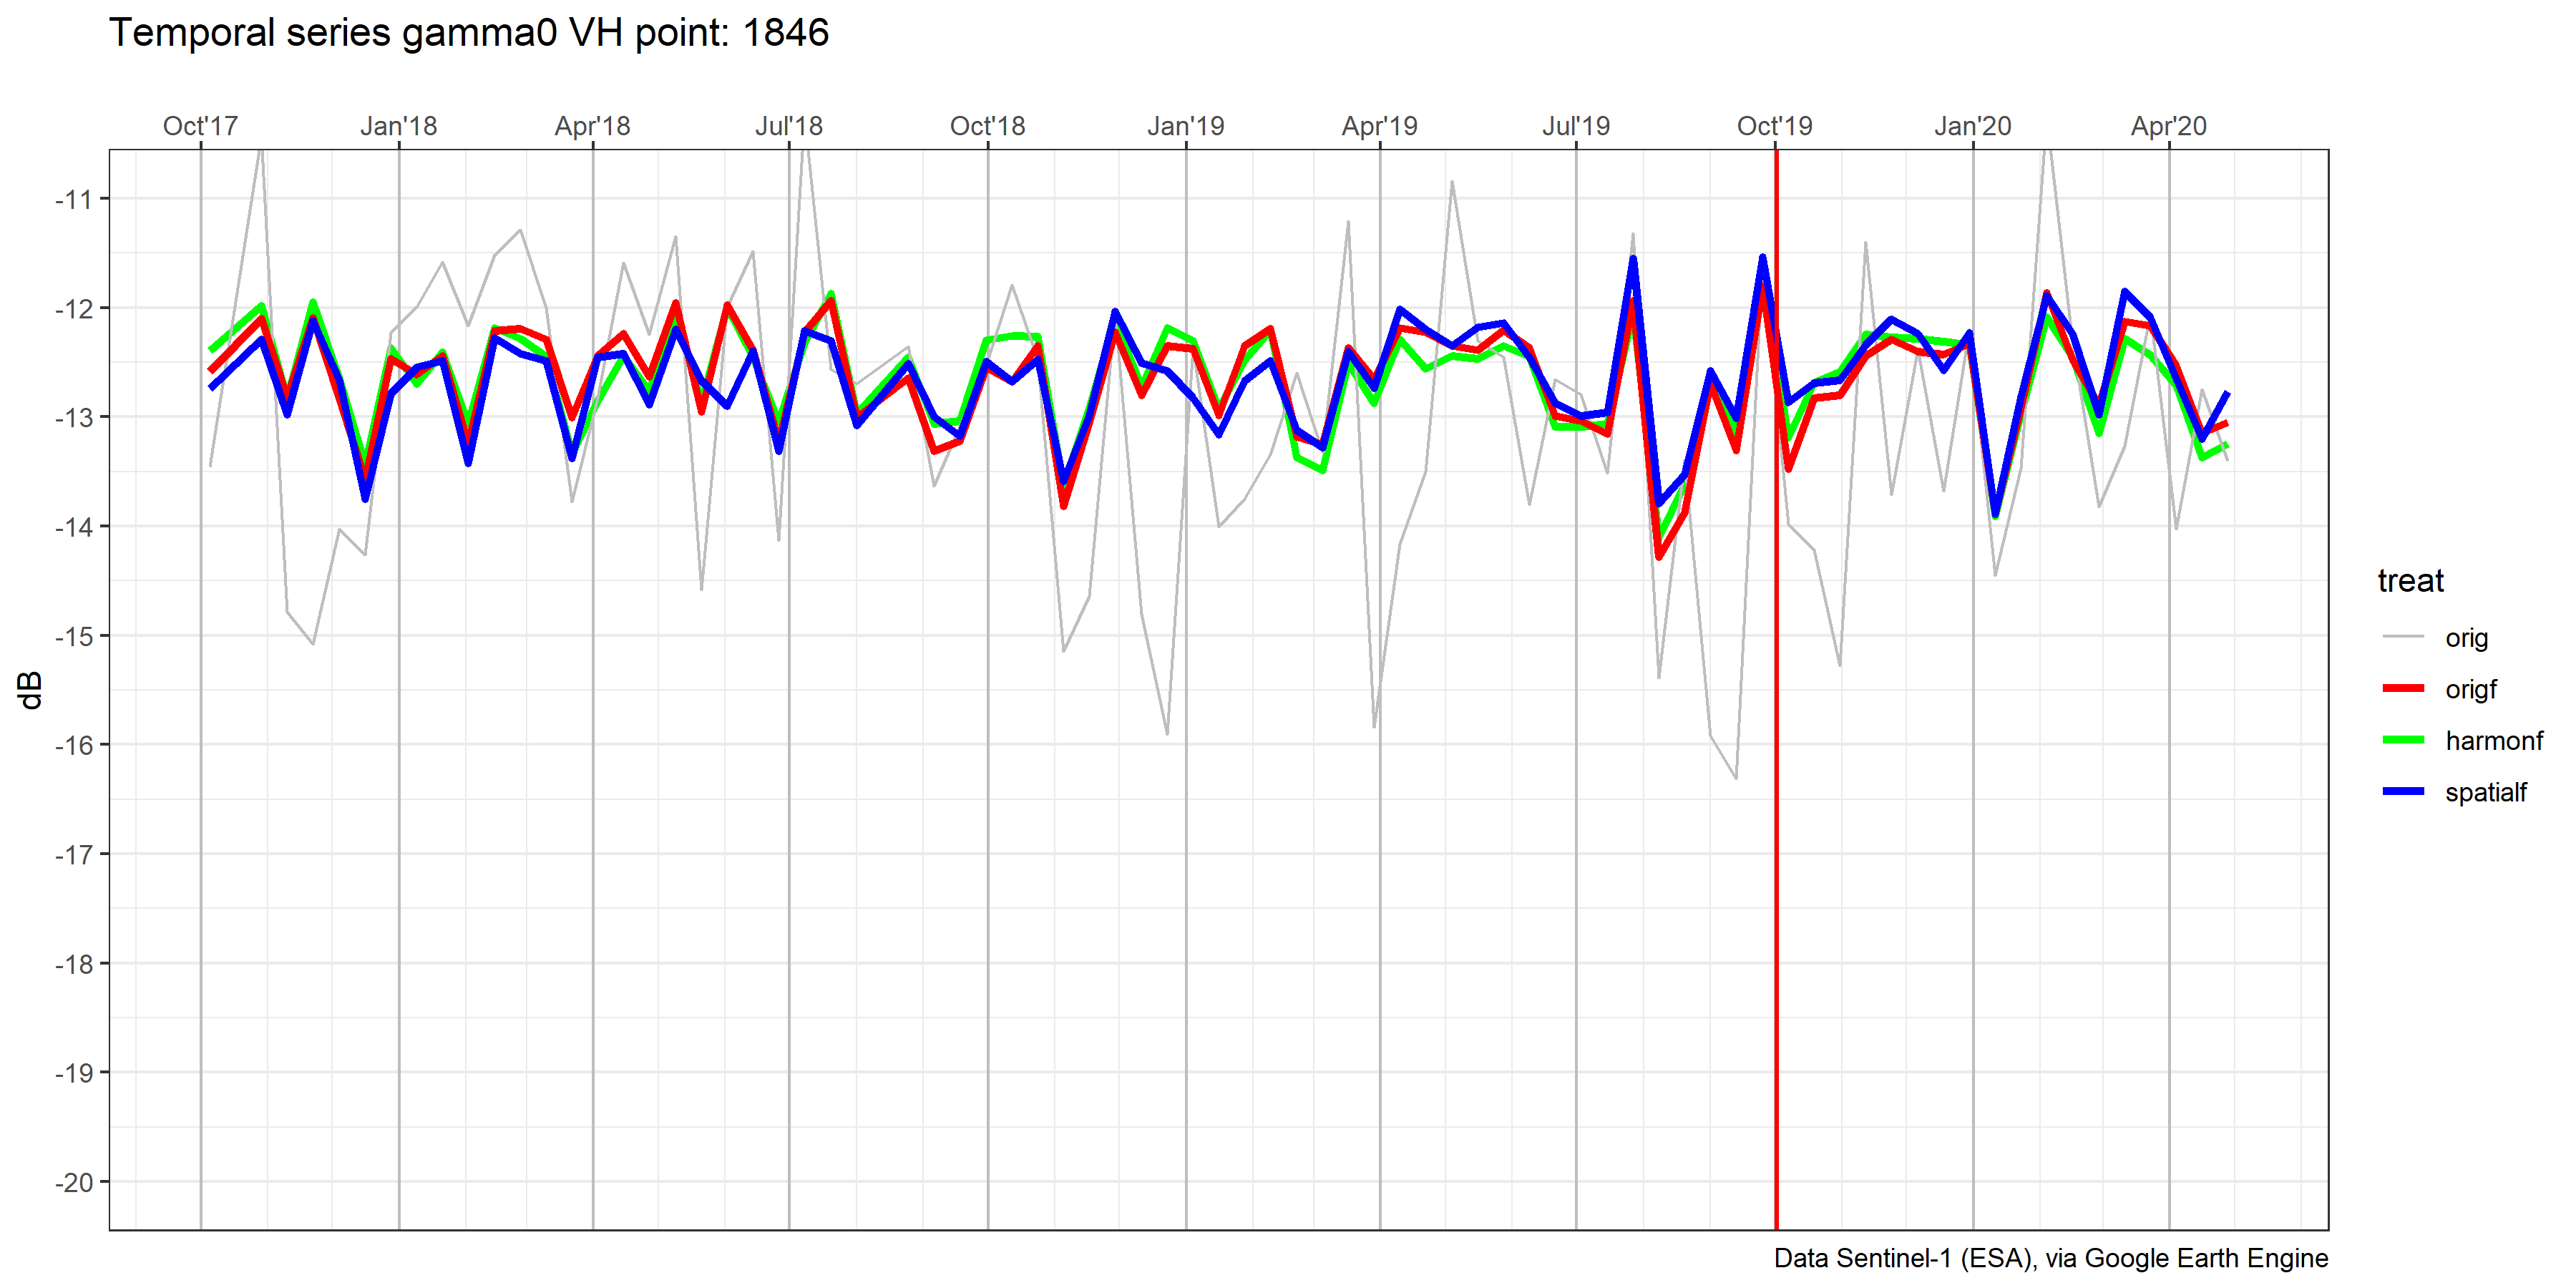 Temporal series gamma0 VH point: 1846
Oct'17 Jan'18 Apr'18 Jul'18 Oct'18 Jan'19 Apr'19 Jul'19 Oct'19 Jan'20 Apr'20
-11
-12
-13
-14
-15
-16
-17
-18
-19
-20
dB
treat
orig
origf
harmonf
spatialf
Data Sentinel-1 (ESA), via Google Earth Engine